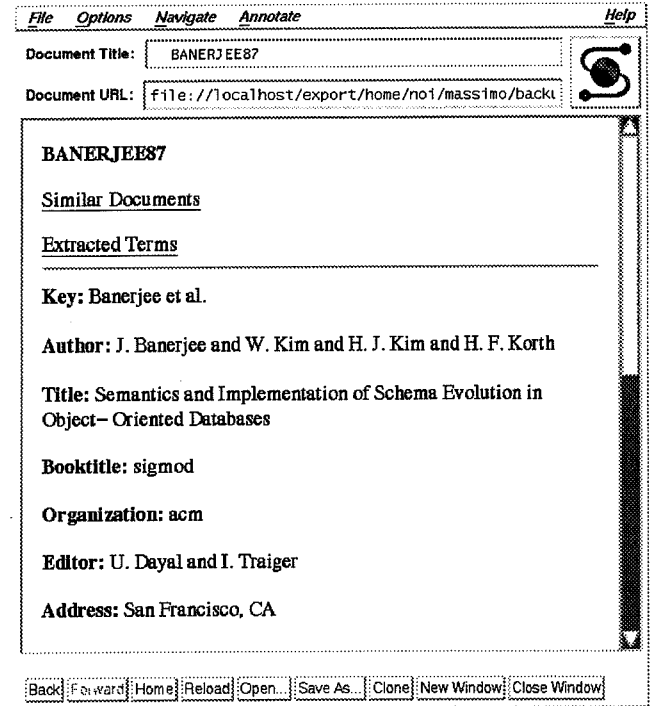 File Options Navigate Annotate Help
Document Title: BANERJEE87
Document URL: file://localhost/export/home/noi/massimo/backu
BANERJEE87
Similar Documents
Extracted Terms
Key: Banerjee et al.
Author: J. Banerjee and W. Kim and H. J. Kim and H. F. Korth
Title: Semantics and Implementation of Schema Evolution in
Object- Oriented Databases
Booktitle: sigmod
Organization: acm
Editor: U. Dayal and I. Traiger
Address: San Francisco, CA
Back Forward Home Reload Open... Save As... Clone New Window Close Window